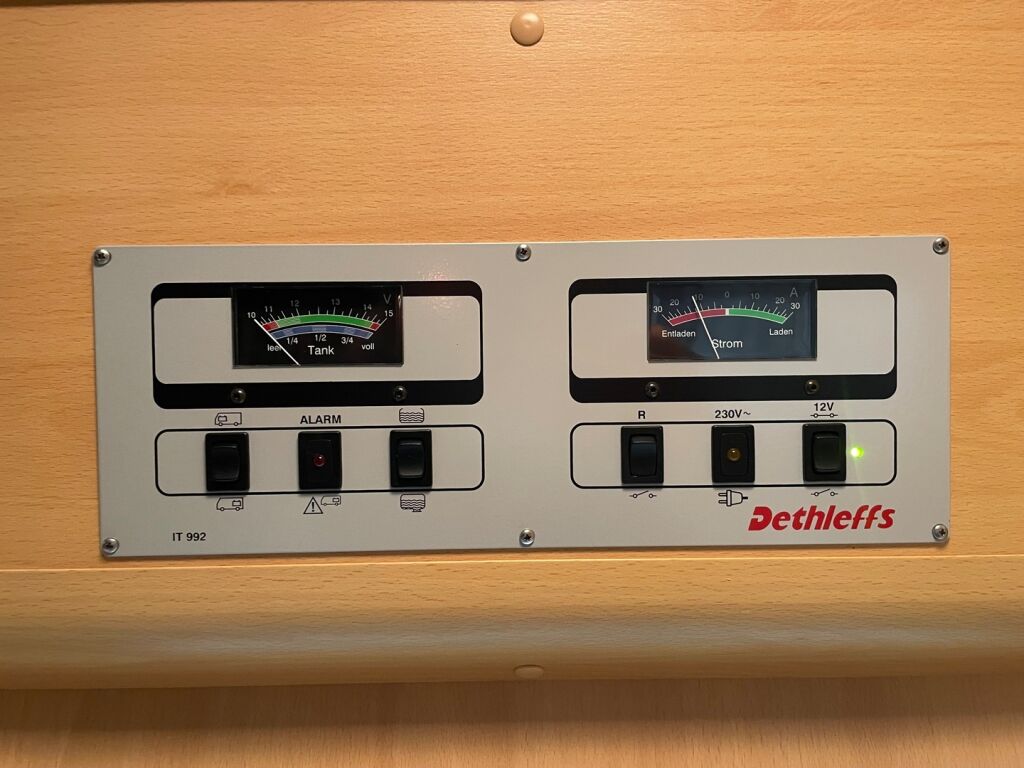 10 11 12 13 14 15 V
leer 1/4 1/2 3/4 voll
Tank
30 20 10 0 10 20 30 A
Entladen Laden
Strom
ALARM
R 230V~ 12V
Dethleffs
IT 992